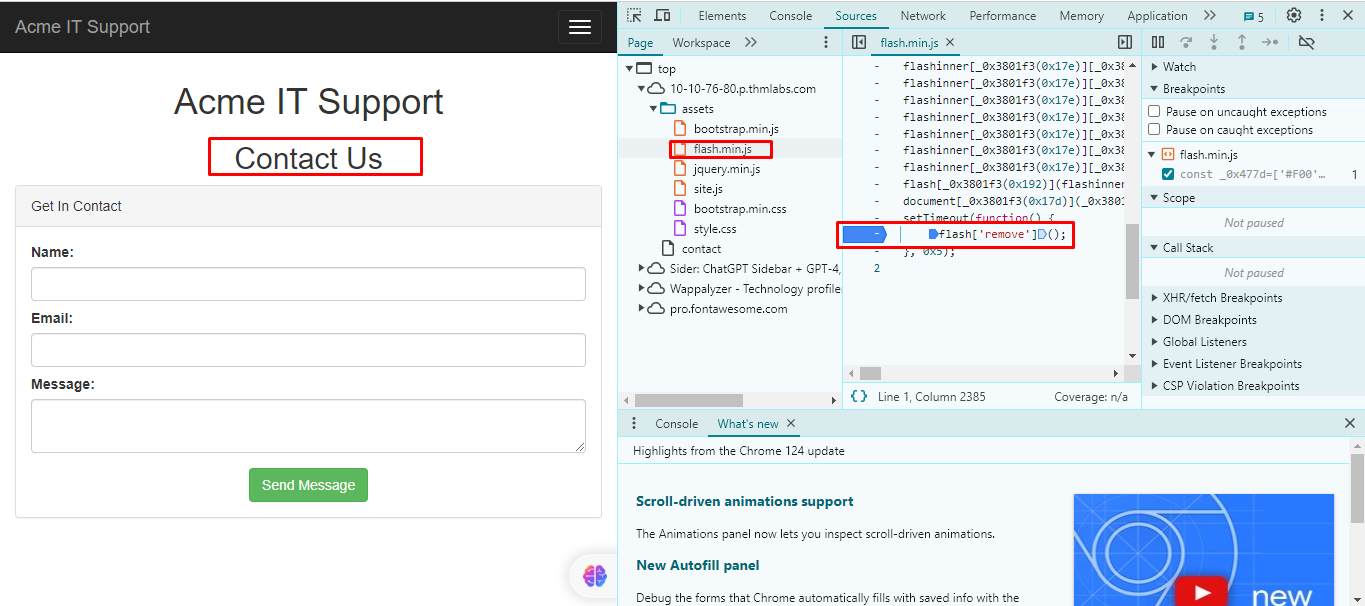 Acme IT Support
Acme IT Support
Contact Us
Get In Contact
Name:
Email:
Message:
Send Message
Elements Console Sources Network Performance Memory Application 5
Page Workspace
top
10-10-76-80.p.thmlabs.com
assets
bootstrap.min.js
flash.min.js
jquery.min.js
site.js
bootstrap.min.css
style.css
contact
Sider: ChatGPT Sidebar + GPT-4,
Wappalyzer - Technology profile
pro.fontawesome.com
flash.min.js
- flashinner[_0x3801f3(0x17e)][_0x38
- flashinner[_0x3801f3(0x17e)][_0x38
- flashinner[_0x3801f3(0x17e)][_0x38
- flashinner[_0x3801f3(0x17e)][_0x38
- flashinner[_0x3801f3(0x17e)][_0x38
- flashinner[_0x3801f3(0x17e)][_0x38
- flashinner[_0x3801f3(0x17e)][_0x38
- flash[_0x3801f3(0x192)](flashinner
- document[_0x3801f3(0x17d)](_0x3801
- setTimeout(function() {
- flash['remove']();
- }, 0x5);
2
{} Line 1, Column 2385 Coverage: n/a
Watch
Breakpoints
Pause on uncaught exceptions
Pause on caught exceptions
flash.min.js
const _0x477d=['#F00'… 1
Scope
Not paused
Call Stack
Not paused
XHR/fetch Breakpoints
DOM Breakpoints
Global Listeners
Event Listener Breakpoints
CSP Violation Breakpoints
Console What's new
Highlights from the Chrome 124 update
Scroll-driven animations support
The Animations panel now lets you inspect scroll-driven animations.
New Autofill panel
Debug the forms that Chrome automatically fills with saved info with the
new